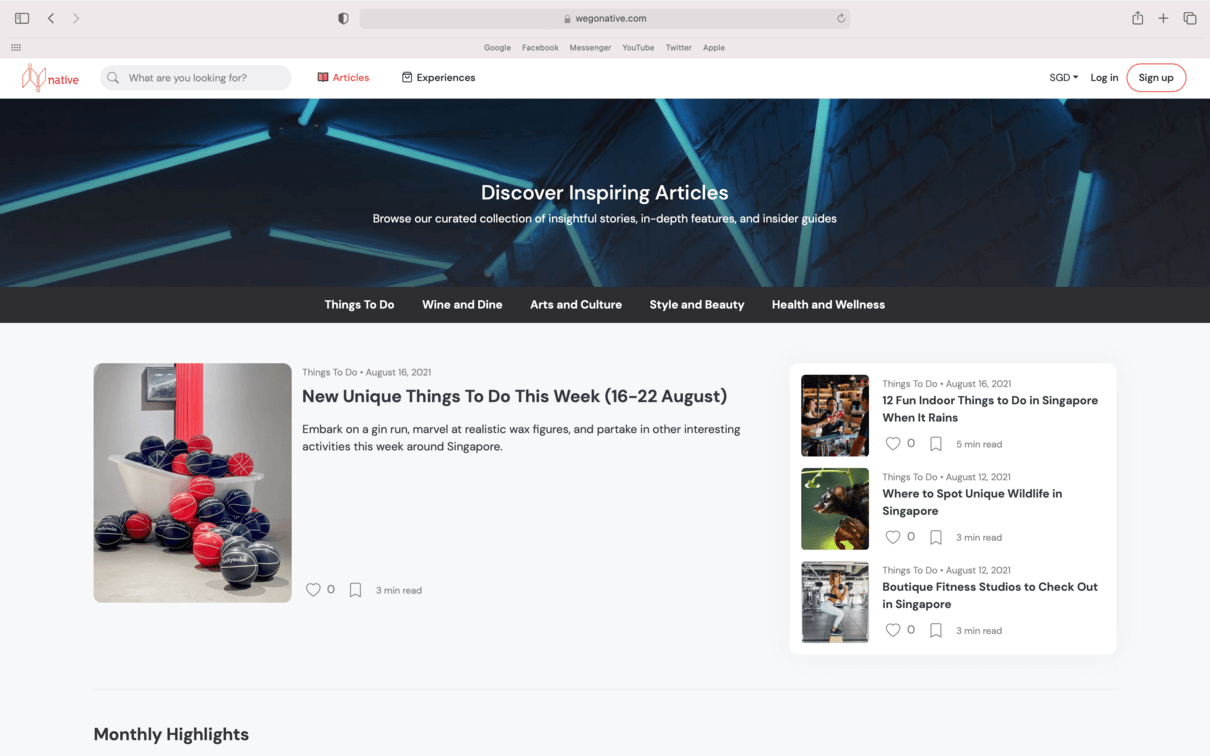 wegonative.com
Google Facebook Messenger YouTube Twitter Apple
native
What are you looking for?
Articles
Experiences
SGD
Log in
Sign up
Discover Inspiring Articles
Browse our curated collection of insightful stories, in-depth features, and insider guides
Things To Do Wine and Dine Arts and Culture Style and Beauty Health and Wellness
Things To Do • August 16, 2021
New Unique Things To Do This Week (16-22 August)
Embark on a gin run, marvel at realistic wax figures, and partake in other interesting
activities this week around Singapore.
0
3 min read
Things To Do • August 16, 2021
12 Fun Indoor Things to Do in Singapore
When It Rains
0
5 min read
Things To Do • August 12, 2021
Where to Spot Unique Wildlife in
Singapore
0
3 min read
Things To Do • August 12, 2021
Boutique Fitness Studios to Check Out
in Singapore
0
3 min read
Monthly Highlights